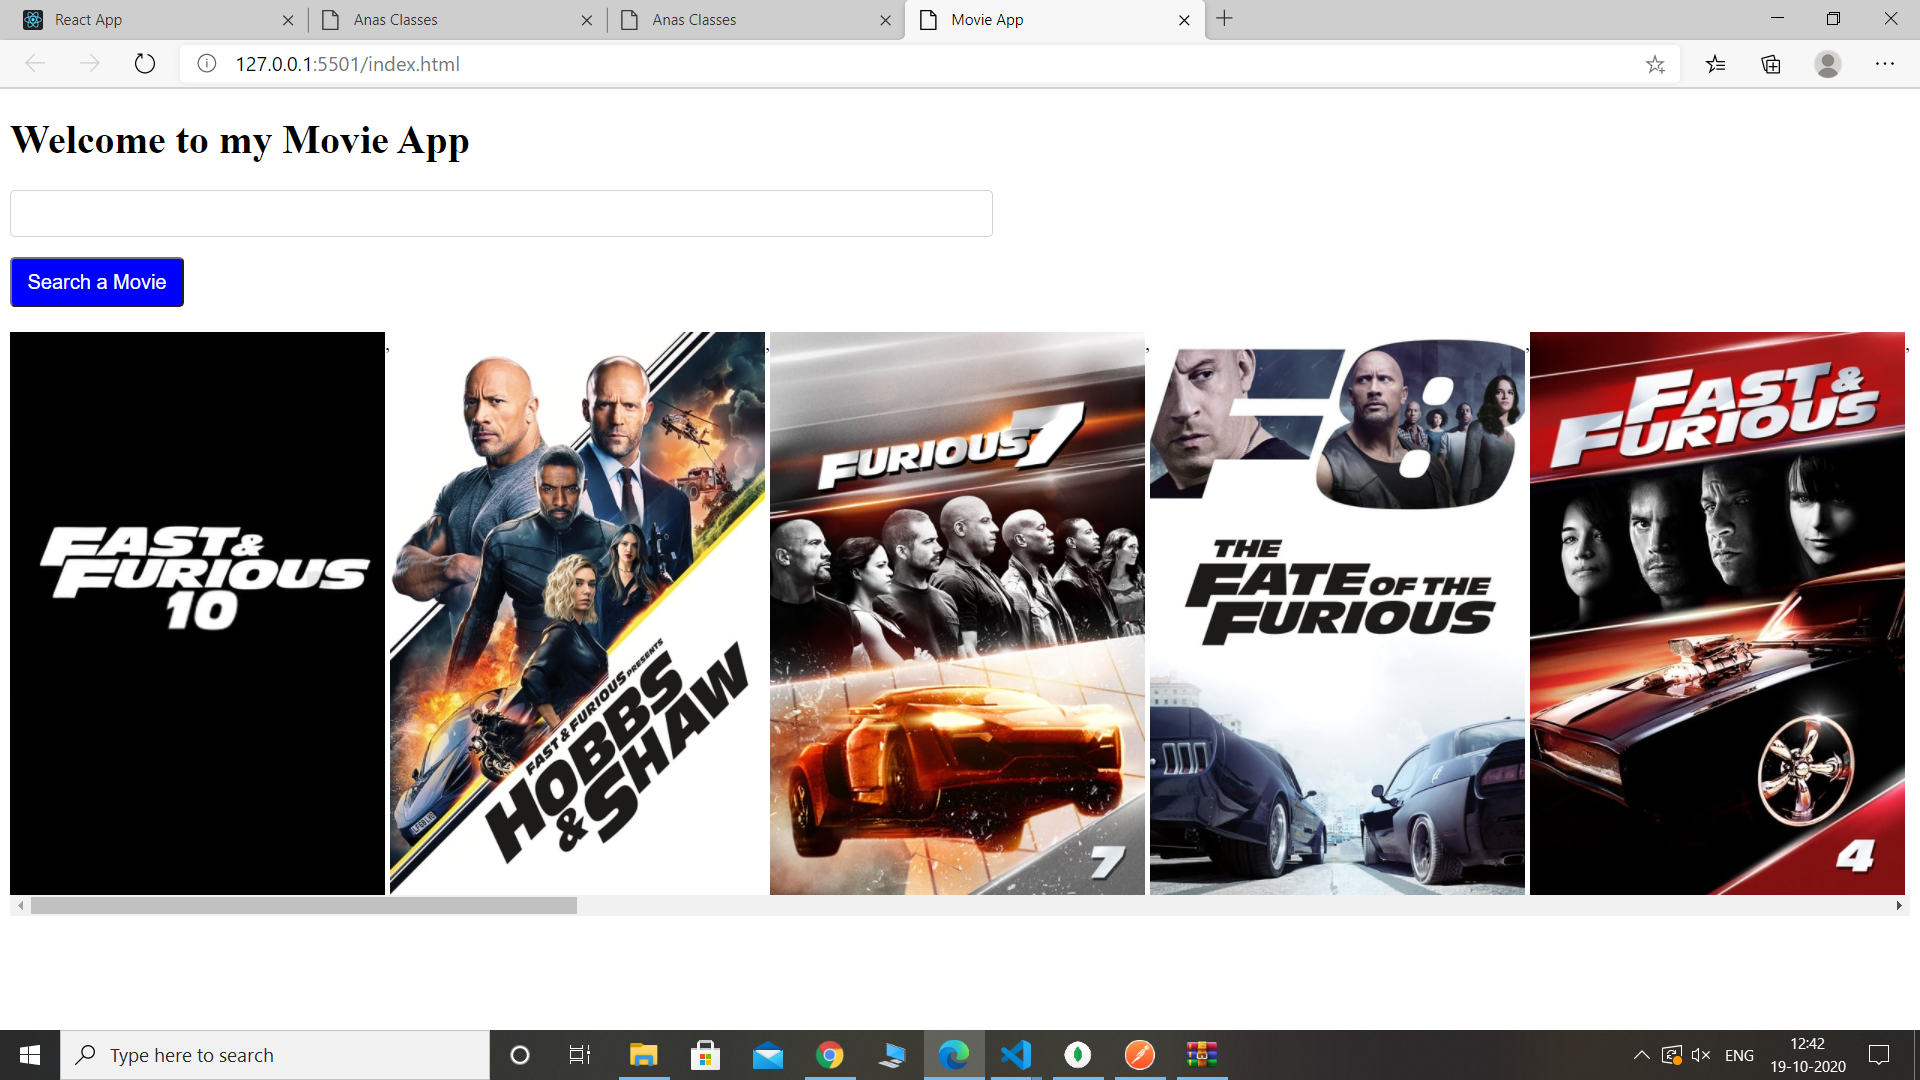 React App
Anas Classes
Anas Classes
Movie App
127.0.0.1:5501/index.html
Welcome to my Movie App
Search a Movie
FAST &
FURIOUS
10
,
FAST & FURIOUS PRESENTS
HOBBS
& SHAW
,
FURIOUS 7
7
,
F8
THE
FATE OF THE
FURIOUS
,
FAST &
FURIOUS
4
,
Type here to search
ENG
12:42
19-10-2020